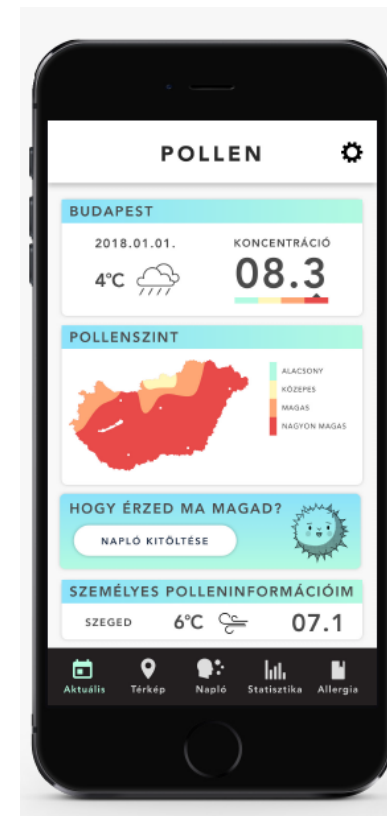 POLLEN
BUDAPEST
2018.01.01.
4°C
KONCENTRÁCIÓ
08.3
POLLENSZINT
ALACSONY
KÖZEPES
MAGAS
NAGYON MAGAS
HOGY ÉRZED MA MAGAD?
NAPLÓ KITÖLTÉSE
SZEMÉLYES POLLENINFORMÁCIÓIM
SZEGED 6°C 07.1
Aktuális Térkép Napló Statisztika Allergia